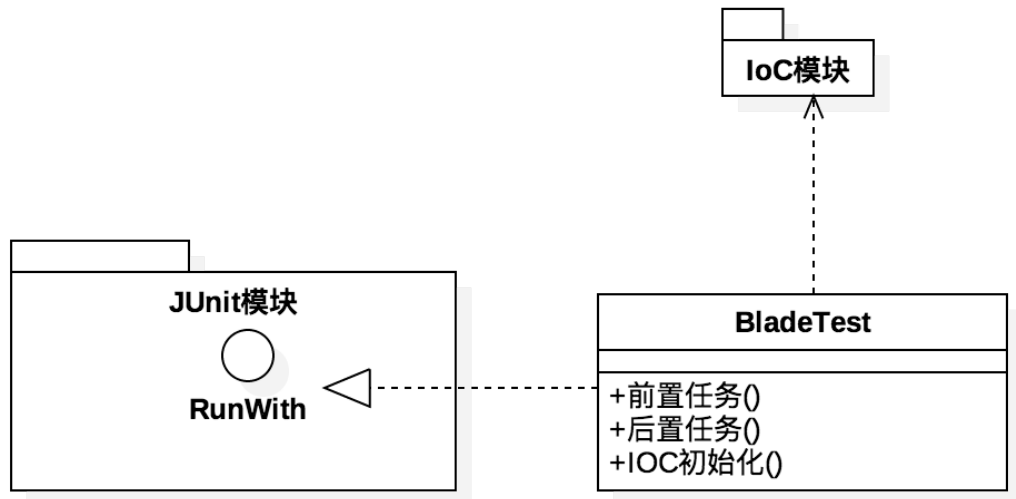 IoC模块
JUnit模块
RunWith
BladeTest
+前置任务()
+后置任务()
+IOC初始化()